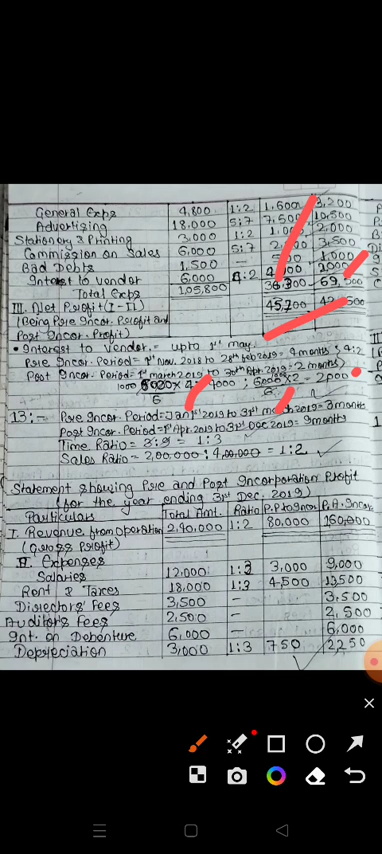 General Exps 4,800 1:2 1,600 3,200
Advertising 18,000 5:7 7,500 10,500
Stationery & Printing 3,000 1:2 1,000 2,000
Commission on Sales 6,000 5:7 3,500
Bad Debts 1,500 1,000
Interest to vendor 6,000 4:2 2000
Total Exps 1,05,800 36,300 69,500
III. Net Profit (I-II) 45,200
(Being Pre Incor. Profit and
Post Incor. Profit)
• Interest to Vendor = upto 1st may.
Pre Incor. Period = 1st Nov. 2018 to 28th feb 2019 = 4 months ; 4:2
Post Incor. Period = 1st march 2019 to 30th Apr. 2019 = 2 months
1000 6000 x 4 = 4000 ; 6000 x 2 = 2000
6 6
13:- Pre Incor. Period = Jan 1st 2019 to 31st march 2019 = 3 months
Post Incor. Period = 1st Apr. 2019 to 31st Dec. 2019 = 9 months
Time Ratio = 3:9 = 1:3
Sales Ratio = 2,00,000 : 4,00,000 = 1:2
Statement showing Pre and Post Incorporation Profit
(for the year ending 31st Dec. 2019)
Particulars Total Amt. Ratio P.P to Incor. P.A. Incor.
I. Revenue from operation 2,40,000 1:2 80,000 160,000
(Gross Profit)
II. Expenses
Salaries 12,000 1:3 3,000 9,000
Rent & Taxes 18,000 1:3 4,500 13,500
Directors Fees 3,500 - 3,500
Auditor's Fees 2,500 - 2,500
Int. on Debenture 6,000 - 6,000
Depreciation 3,000 1:3 750 2,250